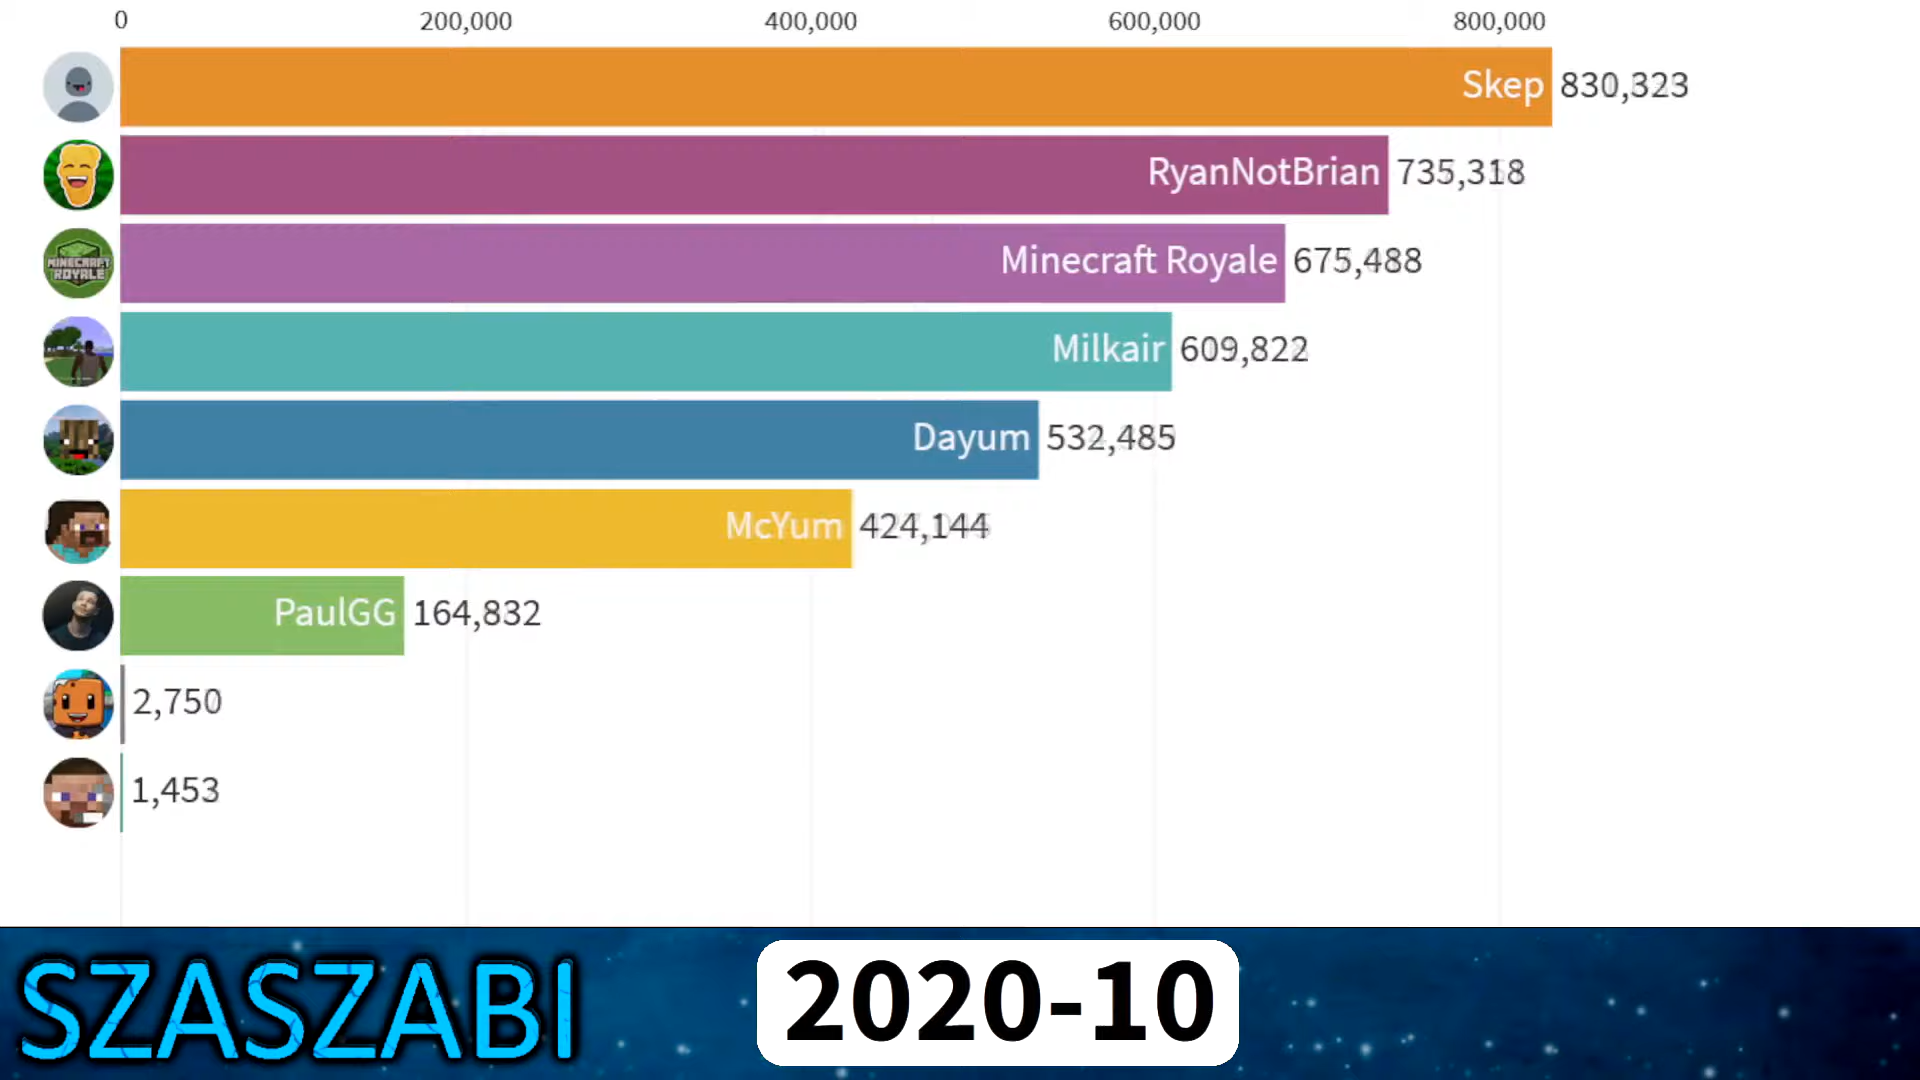 0 200,000 400,000 600,000 800,000
Skep 830,323
RyanNotBrian 735,318
MINECRAFT
ROYALE
Minecraft Royale 675,488
Milkair 609,822
Dayum 532,485
McYum 424,144
PaulGG 164,832
2,750
1,453
SZASZABI
2020-10